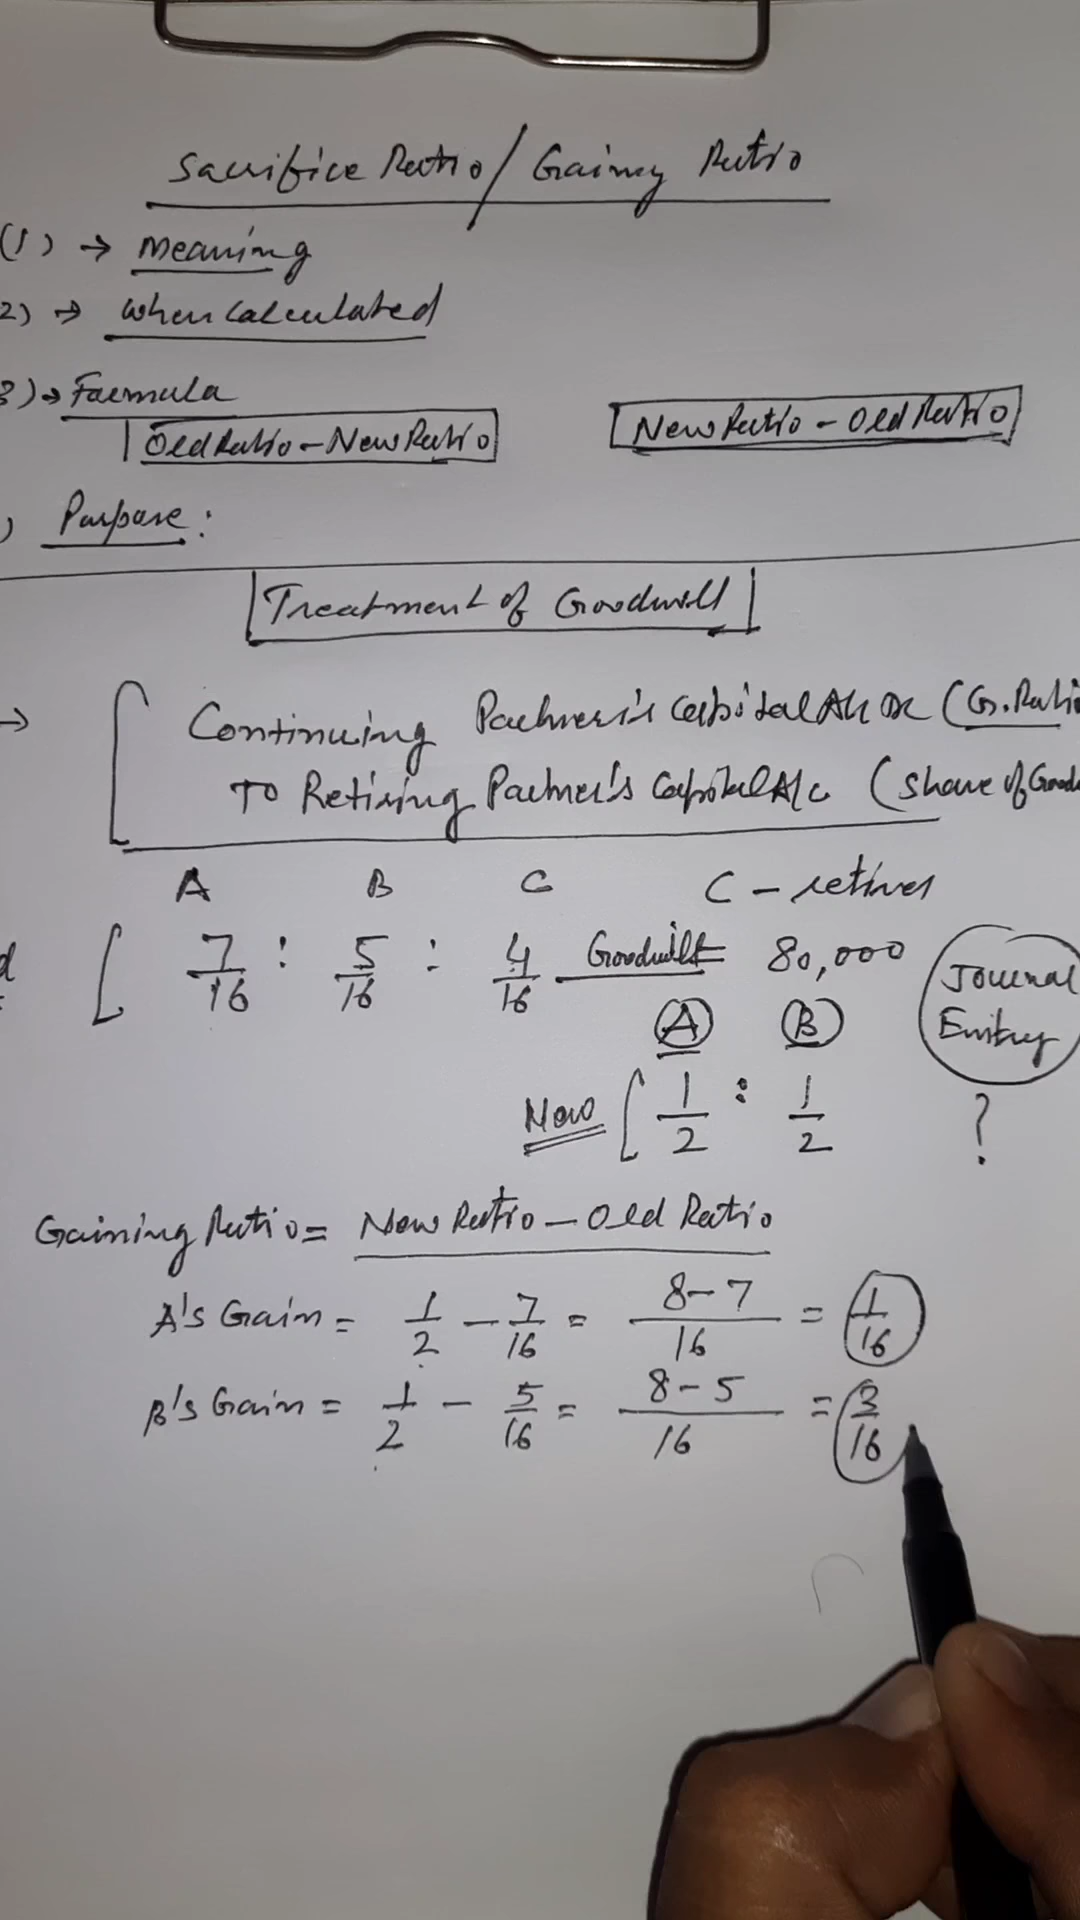 Sacrifice Ratio / Gaining Ratio
(1) → Meaning
2) → When Calculated
3) → Formula
Old Ratio - New Ratio New Ratio - Old Ratio
) Purpose:
Treatment of Goodwill
→ Continuing Partner's Capital A/c Dr (G. Ratio
To Retiring Partner's Capital A/c (Share of Good
A B C C - retires
d [ 7/16 : 5/16 : 4/16 Goodwill = 80,000
A B
Journal
Entry
New [ 1/2 : 1/2 ?
Gaining Ratio = New Ratio - Old Ratio
A's Gain = 1/2 - 7/16 = 8-7/16 = 1/16
B's Gain = 1/2 - 5/16 = 8-5/16 = 3/16